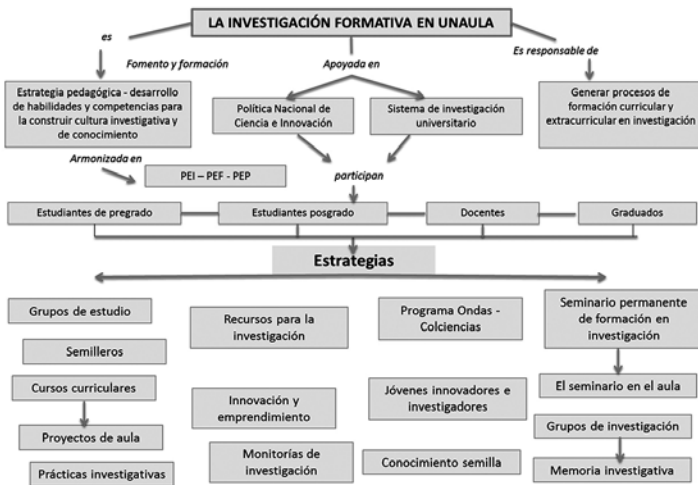 LA INVESTIGACIÓN FORMATIVA EN UNAULA
es
Fomento y formación
Apoyada en
Es responsable de
Estrategia pedagógica - desarrollo
de habilidades y competencias para
la construir cultura investigativa y
de conocimiento
Política Nacional de
Ciencia e Innovación
Sistema de investigación
universitario
Generar procesos de
formación curricular y
extracurricular en investigación
Armonizada en
PEI – PEF - PEP
participan
Estudiantes de pregrado
Estudiantes posgrado
Docentes
Graduados
Estrategias
Grupos de estudio
Semilleros
Cursos curriculares
Proyectos de aula
Prácticas investigativas
Recursos para la
investigación
Innovación y
emprendimiento
Monitorías de
investigación
Programa Ondas -
Colciencias
Jóvenes innovadores e
investigadores
Conocimiento semilla
Seminario permanente
de formación en
investigación
El seminario en el aula
Grupos de investigación
Memoria investigativa